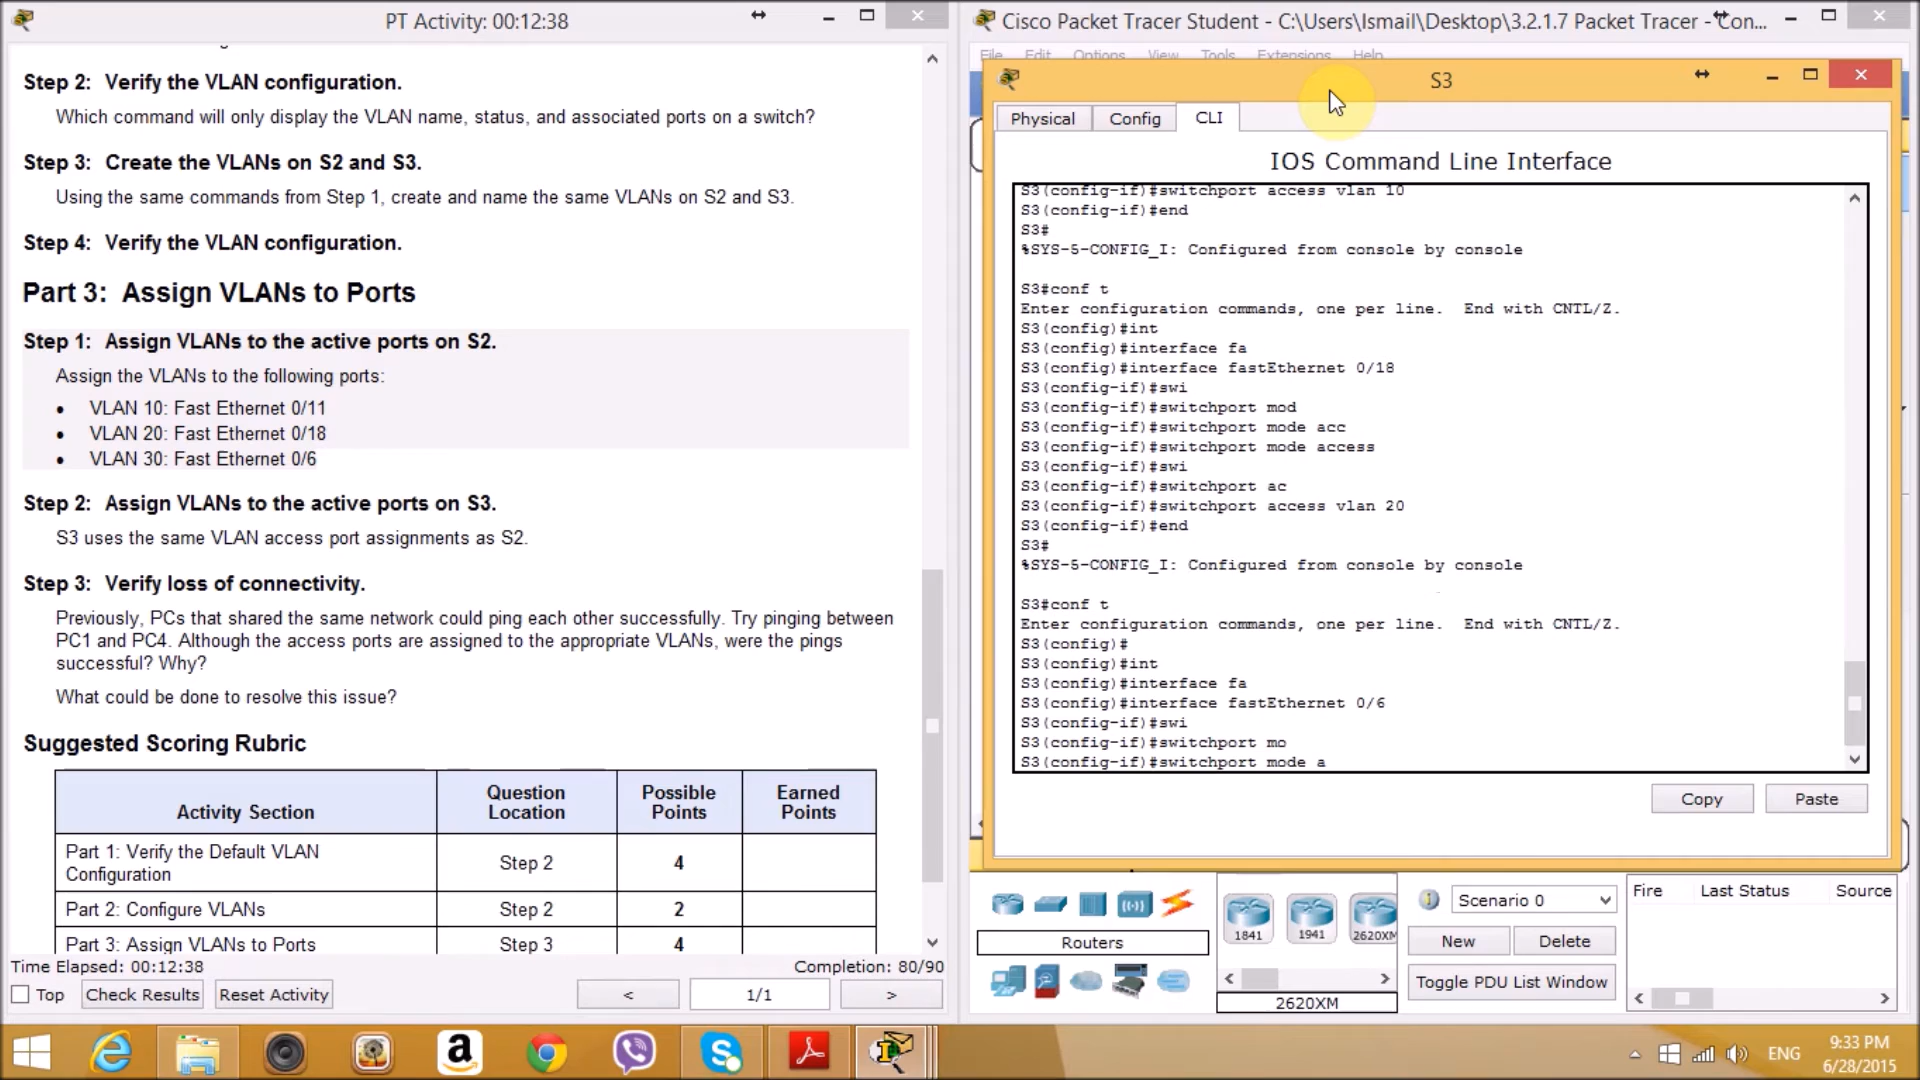 PT Activity: 00:12:38
Step 2: Verify the VLAN configuration.
Which command will only display the VLAN name, status, and associated ports on a switch?
Step 3: Create the VLANs on S2 and S3.
Using the same commands from Step 1, create and name the same VLANs on S2 and S3.
Step 4: Verify the VLAN configuration.
Part 3: Assign VLANs to Ports
Step 1: Assign VLANs to the active ports on S2.
Assign the VLANs to the following ports:
• VLAN 10: Fast Ethernet 0/11
• VLAN 20: Fast Ethernet 0/18
• VLAN 30: Fast Ethernet 0/6
Step 2: Assign VLANs to the active ports on S3.
S3 uses the same VLAN access port assignments as S2.
Step 3: Verify loss of connectivity.
Previously, PCs that shared the same network could ping each other successfully. Try pinging between
PC1 and PC4. Although the access ports are assigned to the appropriate VLANs, were the pings
successful? Why?
What could be done to resolve this issue?
Suggested Scoring Rubric
Activity Section
Question Location
Possible Points
Earned Points
Part 1: Verify the Default VLAN Configuration
Step 2
4
Part 2: Configure VLANs
Step 2
2
Part 3: Assign VLANs to Ports
Step 3
4
Time Elapsed: 00:12:38
Completion: 80/90
Top
Check Results
Reset Activity
<
1/1
>
Cisco Packet Tracer Student - C:\Users\Ismail\Desktop\3.2.1.7 Packet Tracer - Con...
File Edit Options View Tools Extensions Help
S3
Physical
Config
CLI
IOS Command Line Interface
S3(config-if)#switchport access vlan 10
S3(config-if)#end
S3#
%SYS-5-CONFIG_I: Configured from console by console
S3#conf t
Enter configuration commands, one per line. End with CNTL/Z.
S3(config)#int
S3(config)#interface fa
S3(config)#interface fastEthernet 0/18
S3(config-if)#swi
S3(config-if)#switchport mod
S3(config-if)#switchport mode acc
S3(config-if)#switchport mode access
S3(config-if)#swi
S3(config-if)#switchport ac
S3(config-if)#switchport access vlan 20
S3(config-if)#end
S3#
%SYS-5-CONFIG_I: Configured from console by console
S3#conf t
Enter configuration commands, one per line. End with CNTL/Z.
S3(config)#
S3(config)#int
S3(config)#interface fa
S3(config)#interface fastEthernet 0/6
S3(config-if)#swi
S3(config-if)#switchport mo
S3(config-if)#switchport mode a
Copy
Paste
Routers
1841
1941
2620XM
2620XM
Scenario 0
New
Delete
Toggle PDU List Window
Fire
Last Status
Source
ENG
9:33 PM
6/28/2015